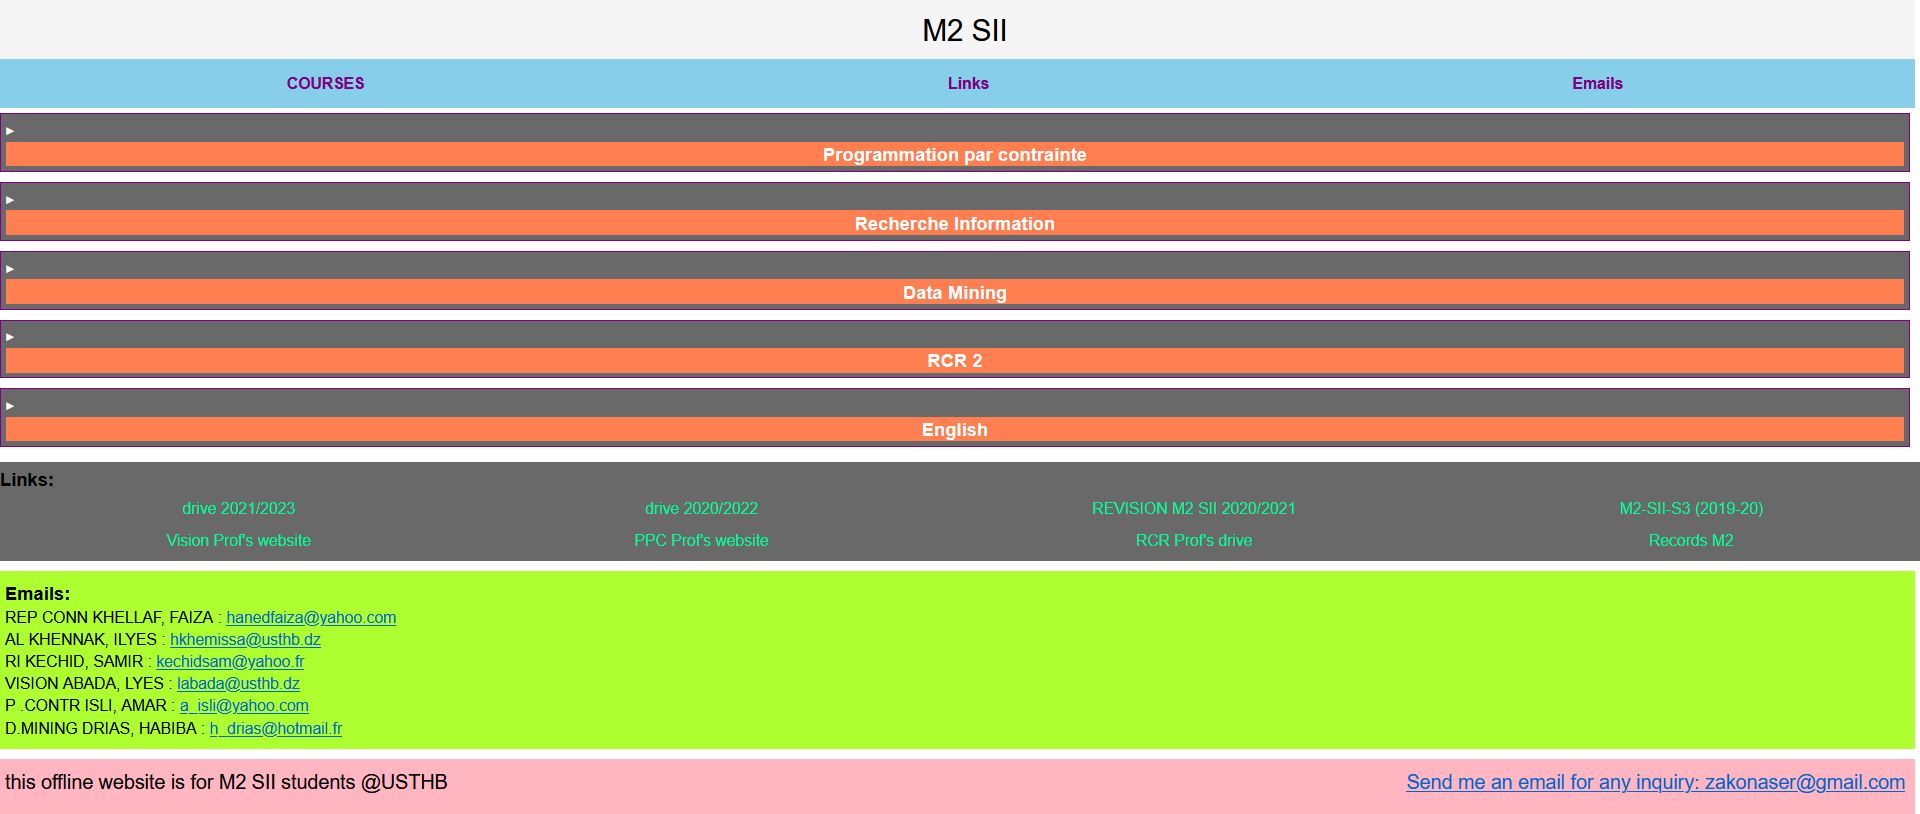 M2 SII
COURSES Links Emails
Programmation par contrainte
Recherche Information
Data Mining
RCR 2
English
Links:
drive 2021/2023 drive 2020/2022 REVISION M2 SII 2020/2021 M2-SII-S3 (2019-20)
Vision Prof's website PPC Prof's website RCR Prof's drive Records M2
Emails:
REP CONN KHELLAF, FAIZA : hanedfaiza@yahoo.com
AL KHENNAK, ILYES : hkhemissa@usthb.dz
RI KECHID, SAMIR : kechidsam@yahoo.fr
VISION ABADA, LYES : labada@usthb.dz
P .CONTR ISLI, AMAR : a_isli@yahoo.com
D.MINING DRIAS, HABIBA : h_drias@hotmail.fr
this offline website is for M2 SII students @USTHB Send me an email for any inquiry: zakonaser@gmail.com